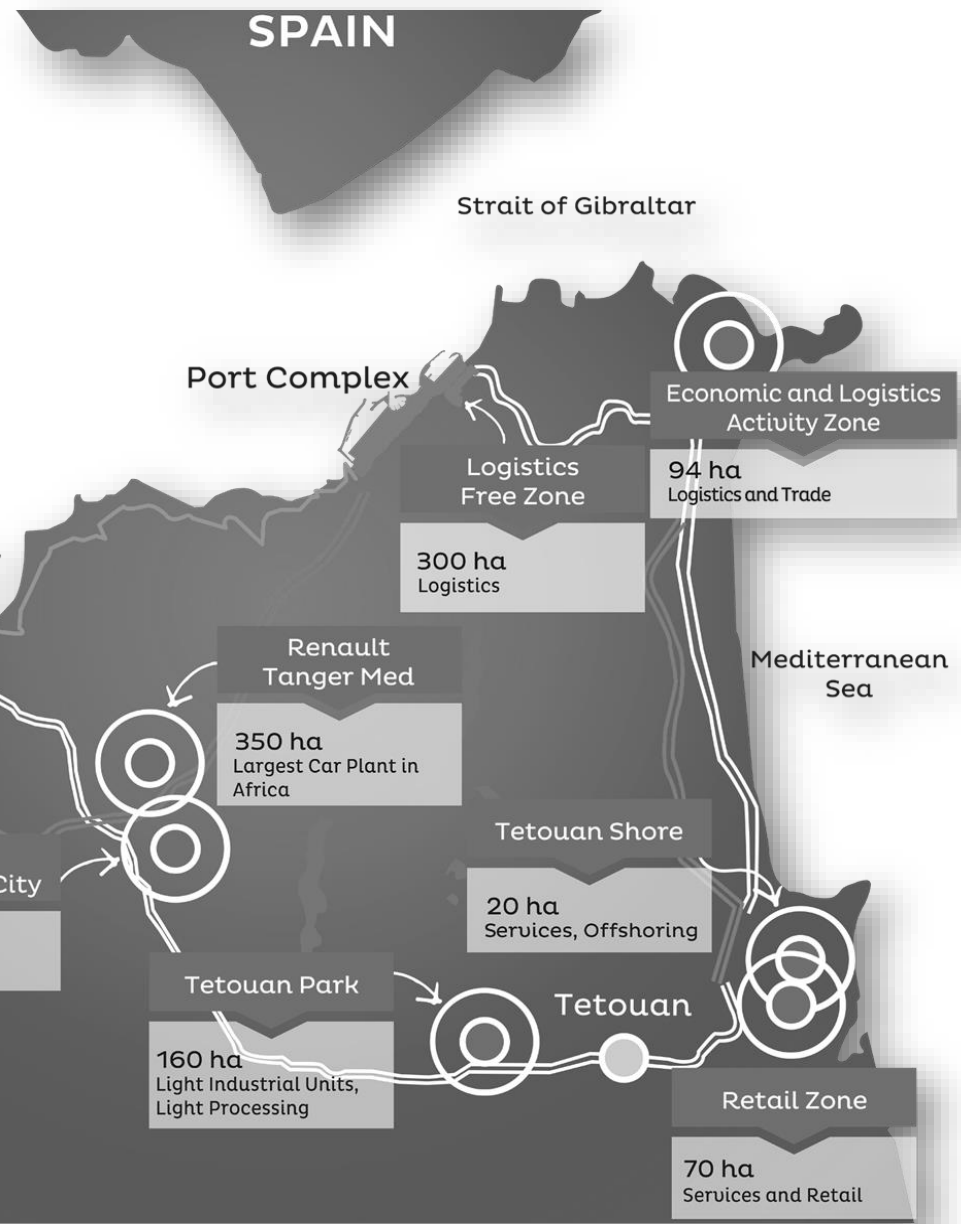 SPAIN
Strait of Gibraltar
Port Complex
Economic and Logistics
Activity Zone
94 ha
Logistics and Trade
Logistics
Free Zone
300 ha
Logistics
Renault
Tanger Med
350 ha
Largest Car Plant in
Africa
Mediterranean
Sea
Tetouan Shore
20 ha
Services, Offshoring
City
Tetouan Park
160 ha
Light Industrial Units,
Light Processing
Tetouan
Retail Zone
70 ha
Services and Retail